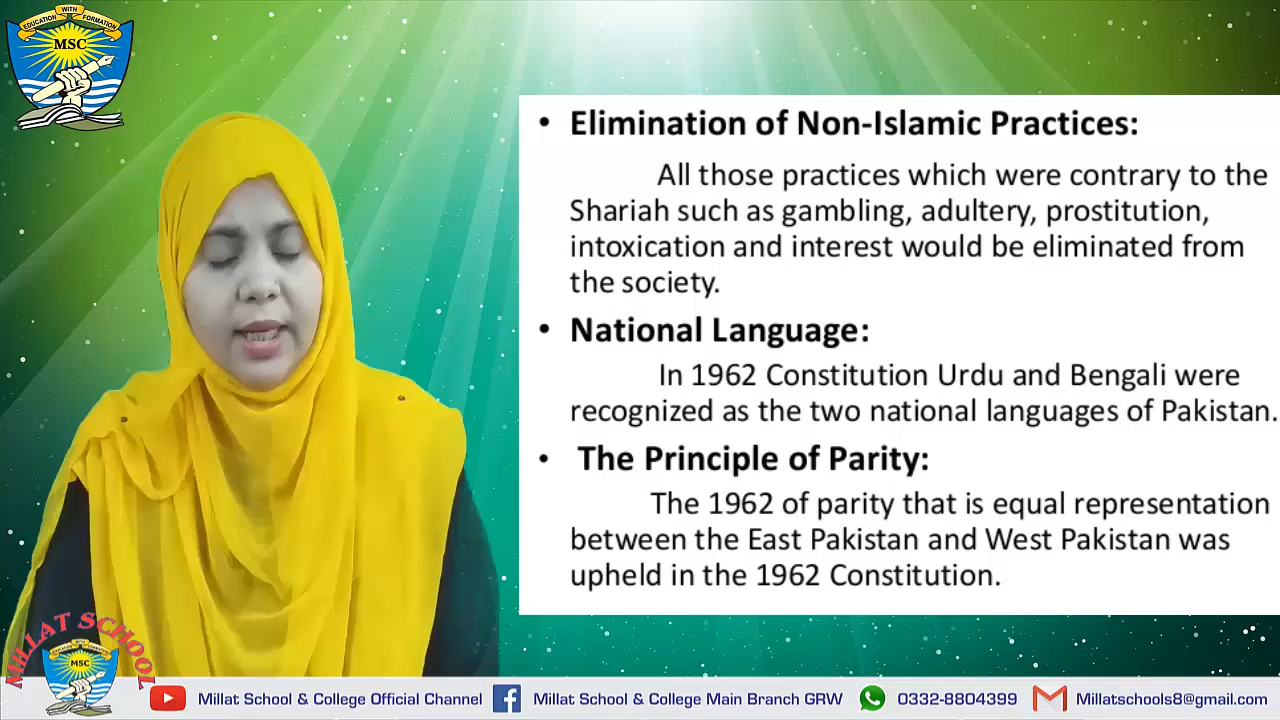 EDUCATION WITH FORMATION
MSC
• Elimination of Non-Islamic Practices:
All those practices which were contrary to the
Shariah such as gambling, adultery, prostitution,
intoxication and interest would be eliminated from
the society.
• National Language:
In 1962 Constitution Urdu and Bengali were
recognized as the two national languages of Pakistan.
• The Principle of Parity:
The 1962 of parity that is equal representation
between the East Pakistan and West Pakistan was
upheld in the 1962 Constitution.
MILLAT SCHOOL
EDUCATION WITH FORMATION
MSC
Millat School & College Official Channel Millat School & College Main Branch GRW 0332-8804399 Millatschools8@gmail.com